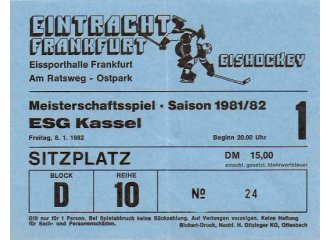 EINTRACHT
FRANKFURT
EISHOCKEY
Eissporthalle Frankfurt
Am Ratsweg - Ostpark
Meisterschaftsspiel · Saison 1981/82
ESG Kassel
1
Freitag, 8. 1. 1982
Beginn 20.00 Uhr
SITZPLATZ
DM 15,00
einschl. gesetzl. Mehrwertsteuer
BLOCK
D
REIHE
10
No 24
Gilt nur für 1 Person. Bei Spielabbruch keine Rückzahlung. Auf Verlangen vorzeigen. Keine Haftung
für Sach- und Personenschäden.
Bickert-Druck, Nachf. H. Ditzinger KG, Offenbach